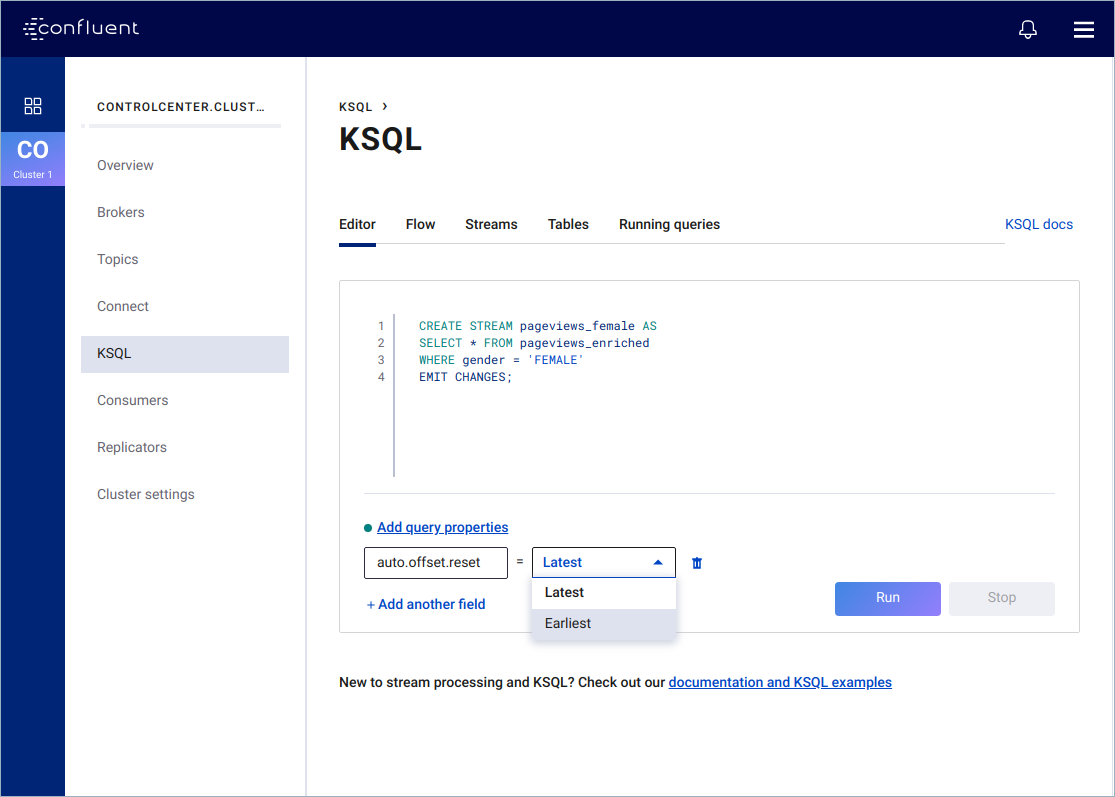 confluent
CO
Cluster 1
CONTROLCENTER.CLUST...
Overview
Brokers
Topics
Connect
KSQL
Consumers
Replicators
Cluster settings
KSQL ›
KSQL
Editor Flow Streams Tables Running queries KSQL docs
1 CREATE STREAM pageviews_female AS
2 SELECT * FROM pageviews_enriched
3 WHERE gender = 'FEMALE'
4 EMIT CHANGES;
Add query properties
auto.offset.reset = Latest
Latest
Earliest
+ Add another field
Run Stop
New to stream processing and KSQL? Check out our documentation and KSQL examples